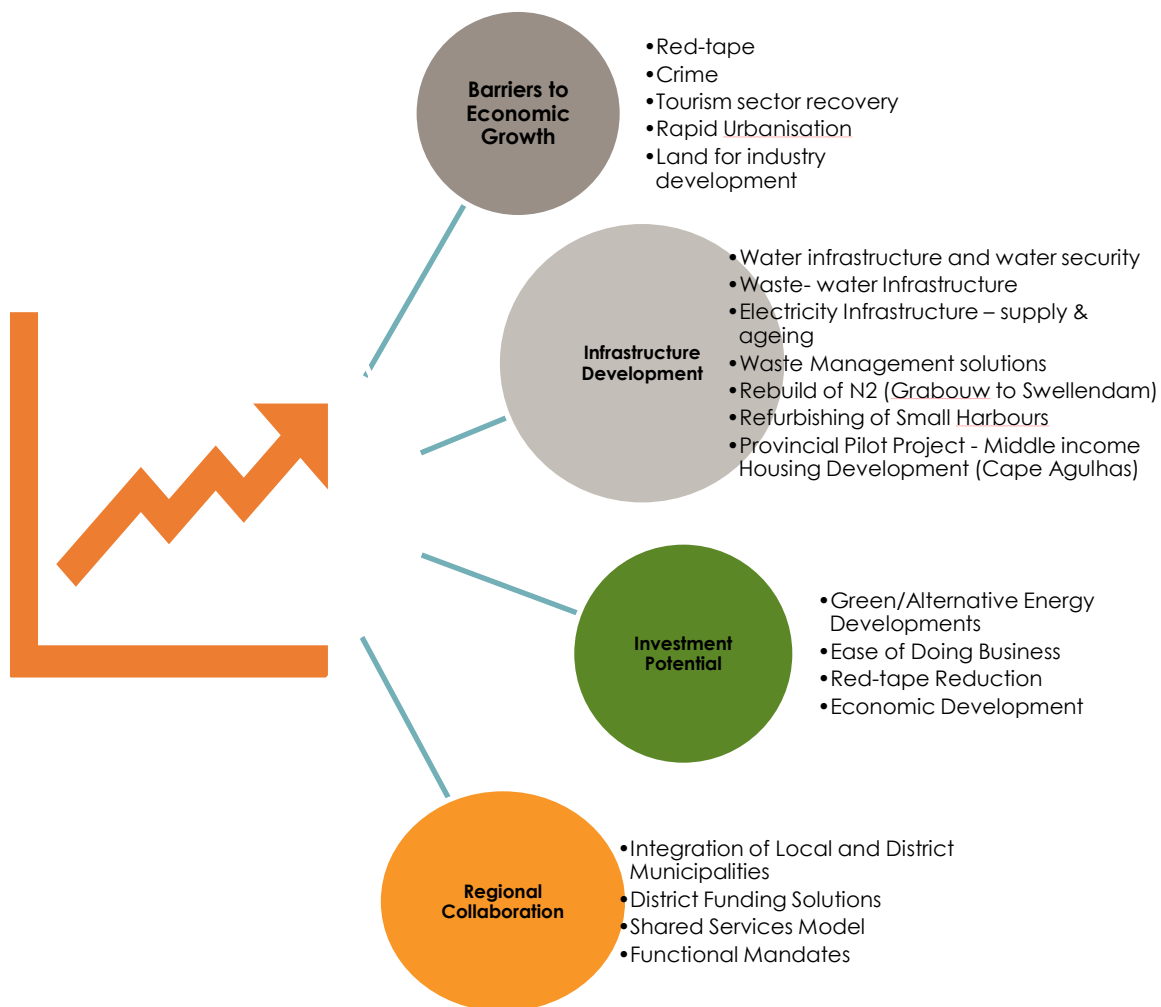 Barriers to
Economic
Growth
•Red-tape
•Crime
•Tourism sector recovery
•Rapid Urbanisation
•Land for industry
development
Infrastructure
Development
•Water infrastructure and water security
•Waste- water Infrastructure
•Electricity Infrastructure – supply &
ageing
•Waste Management solutions
•Rebuild of N2 (Grabouw to Swellendam)
•Refurbishing of Small Harbours
•Provincial Pilot Project - Middle income
Housing Development (Cape Agulhas)
Investment
Potential
•Green/Alternative Energy
Developments
•Ease of Doing Business
•Red-tape Reduction
•Economic Development
Regional
Collaboration
•Integration of Local and District
Municipalities
•District Funding Solutions
•Shared Services Model
•Functional Mandates